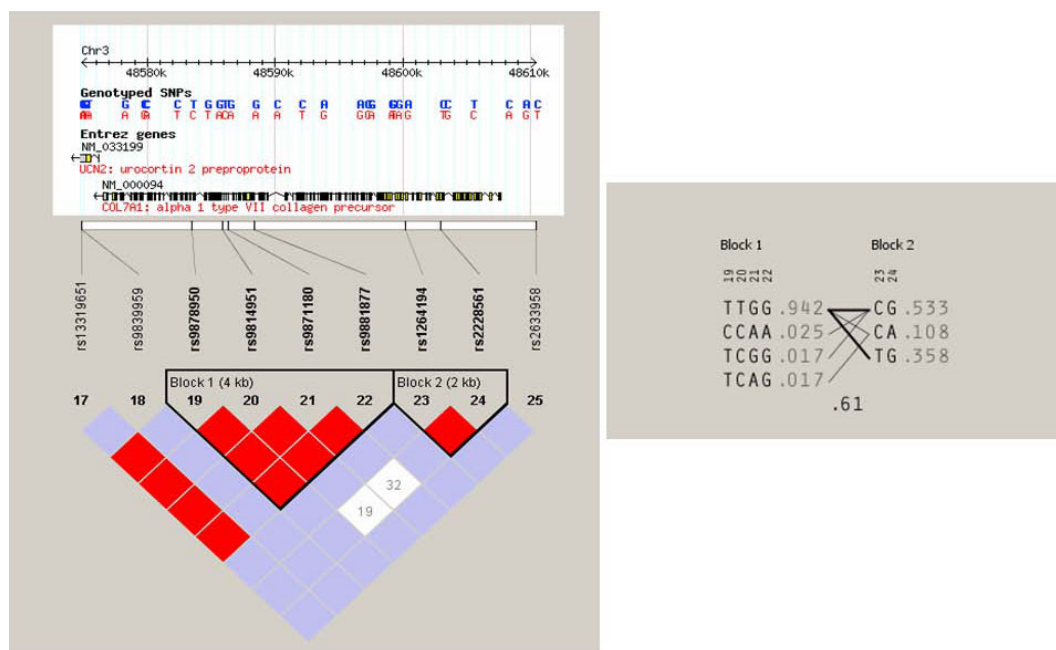 Chr3
48580k 48590k 48600k 48610k
Genotyped SNPs
Entrez genes
NM_033199
UCN2: urocortin 2 preproprotein
NM_000094
COL7A1: alpha 1 type VII collagen precursor
rs13319651 rs9839959 rs9878950 rs9814951 rs9871180 rs9881877 rs1264194 rs2228561 rs2633958
Block 1 (4 kb) Block 2 (2 kb)
17 18 19 20 21 22 23 24 25
32
19
Block 1 Block 2
19 20 21 22 23 24
TTGG .942 CG .533
CCAA .025 CA .108
TCGG .017 TG .358
TCAG .017
.61